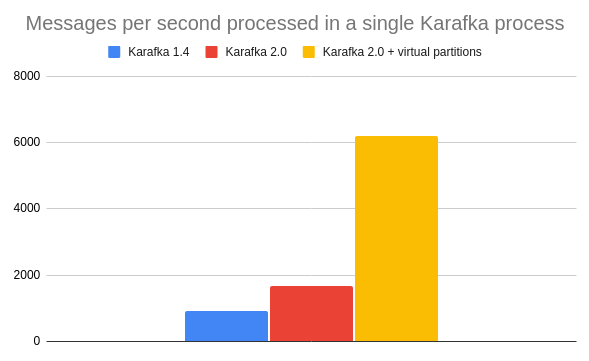 Messages per second processed in a single Karafka process
Karafka 1.4 Karafka 2.0 Karafka 2.0 + virtual partitions
8000
6000
4000
2000
0